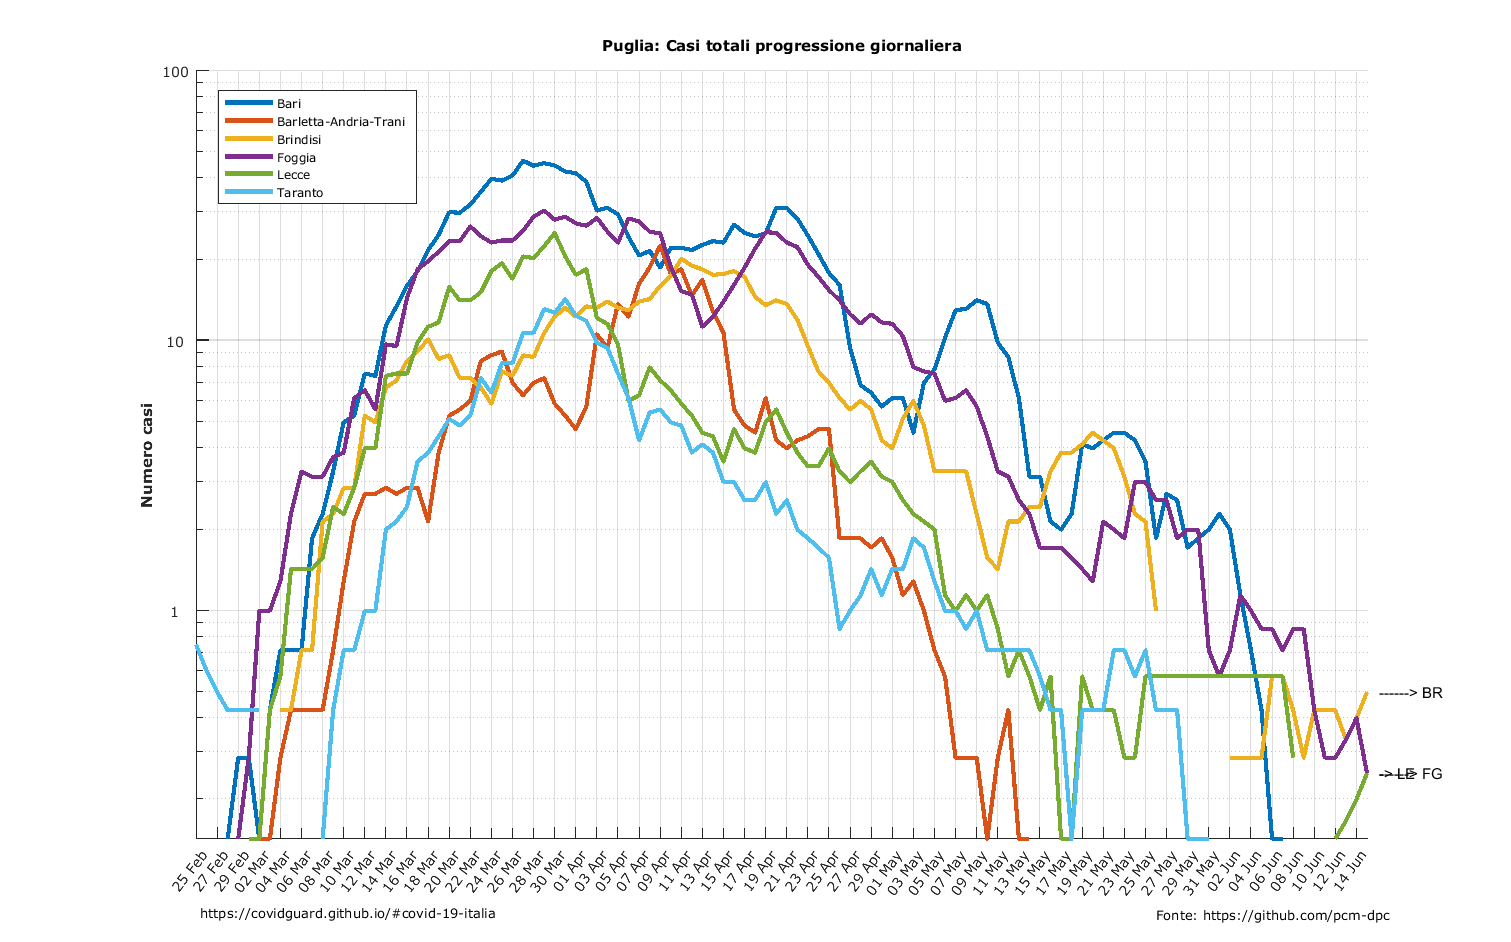 Puglia: Casi totali progressione giornaliera
Numero casi
100
10
1
Bari
Barletta-Andria-Trani
Brindisi
Foggia
Lecce
Taranto
------> BR
-> LE
----> FG
25 Feb
27 Feb
29 Feb
02 Mar
04 Mar
06 Mar
08 Mar
10 Mar
12 Mar
14 Mar
16 Mar
18 Mar
20 Mar
22 Mar
24 Mar
26 Mar
28 Mar
30 Mar
01 Apr
03 Apr
05 Apr
07 Apr
09 Apr
11 Apr
13 Apr
15 Apr
17 Apr
19 Apr
21 Apr
23 Apr
25 Apr
27 Apr
29 Apr
01 May
03 May
05 May
07 May
09 May
11 May
13 May
15 May
17 May
19 May
21 May
23 May
25 May
27 May
29 May
31 May
02 Jun
04 Jun
06 Jun
08 Jun
10 Jun
12 Jun
14 Jun
https://covidguard.github.io/#covid-19-italia
Fonte: https://github.com/pcm-dpc